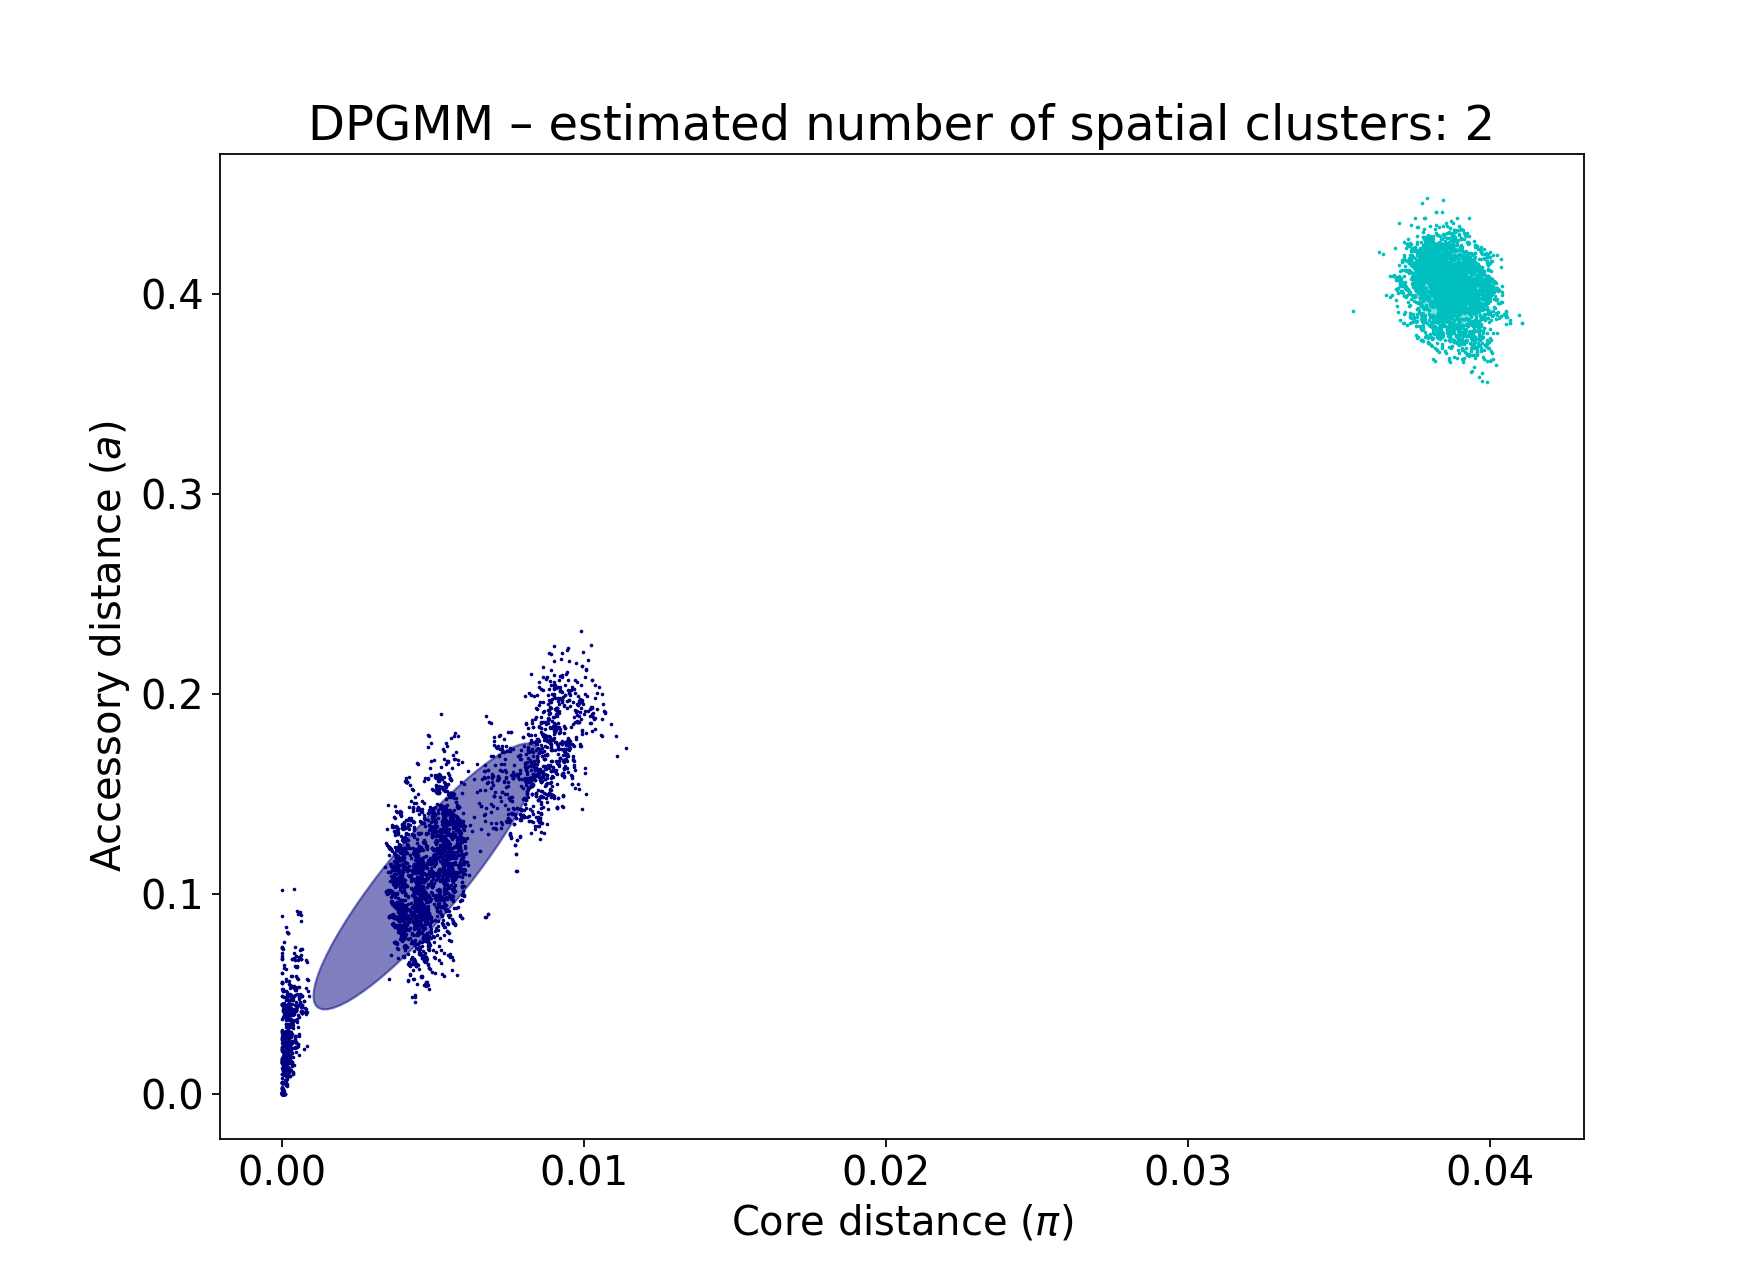 DPGMM – estimated number of spatial clusters: 2
Accessory distance (a)
0.4
0.3
0.2
0.1
0.0
0.00 0.01 0.02 0.03 0.04
Core distance (π)